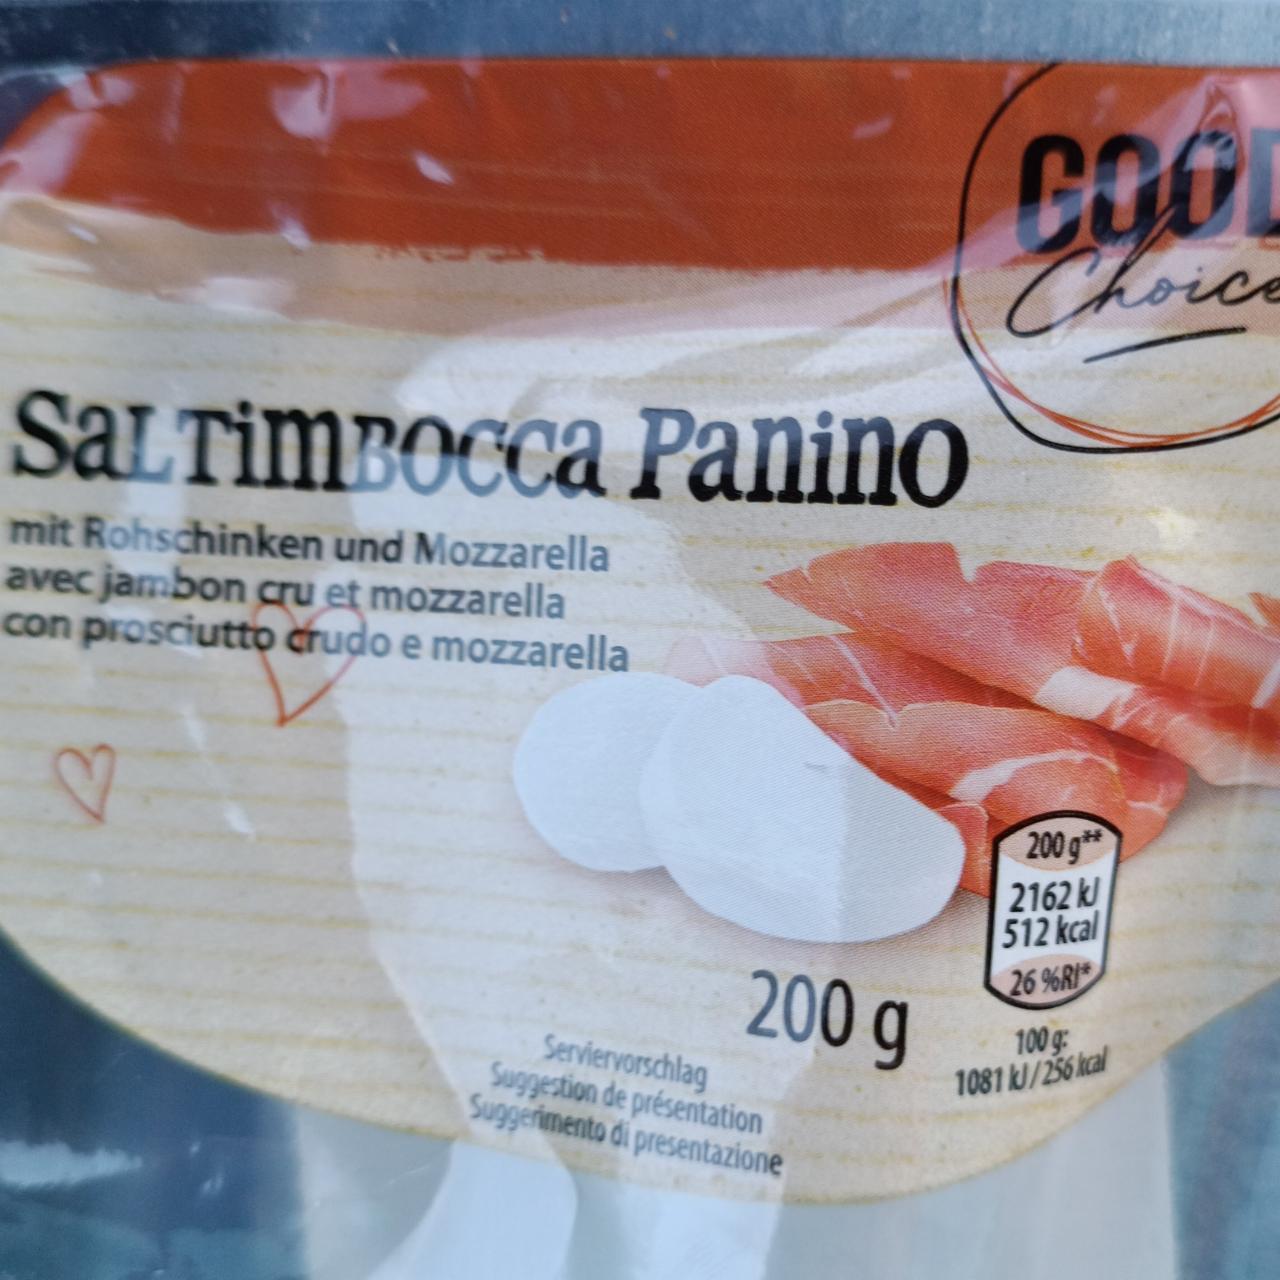 GOOD
Choice
SaLTimBOCCa Panino
mit Rohschinken und Mozzarella
avec jambon cru et mozzarella
con prosciutto crudo e mozzarella
200 g**
2162 kJ
512 kcal
26 %RI*
200 g
100 g:
1081 kJ / 256 kcal
Serviervorschlag
Suggestion de présentation
Suggerimento di presentazione